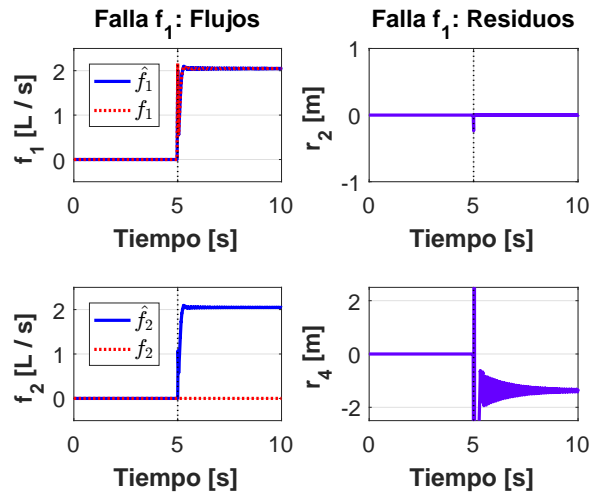 Falla f₁: Flujos
f₁ [L / s]
2
1
0
f̂₁
f₁
0
5
10
Tiempo [s]
Falla f₁: Residuos
r₂ [m]
1
0
-1
0
5
10
Tiempo [s]
f₂ [L / s]
2
1
0
f̂₂
f₂
0
5
10
Tiempo [s]
r₄ [m]
2
0
-2
0
5
10
Tiempo [s]